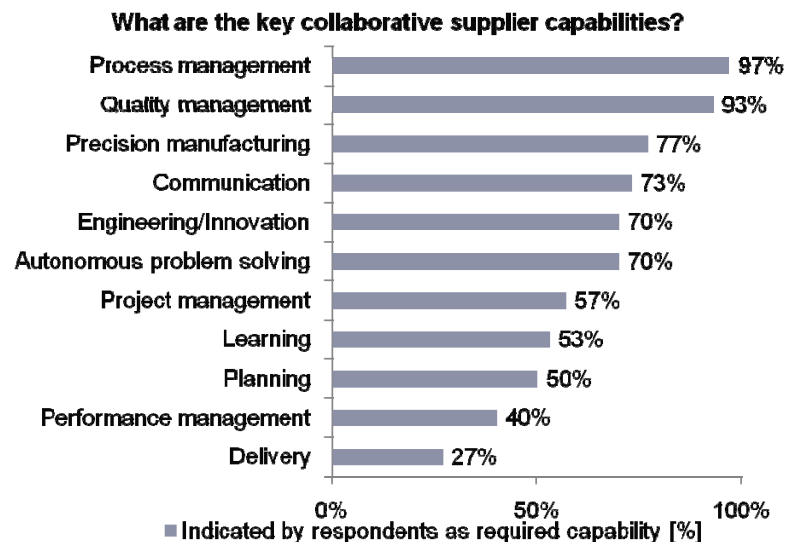 What are the key collaborative supplier capabilities?
Process management 97%
Quality management 93%
Precision manufacturing 77%
Communication 73%
Engineering/Innovation 70%
Autonomous problem solving 70%
Project management 57%
Learning 53%
Planning 50%
Performance management 40%
Delivery 27%
0% 50% 100%
Indicated by respondents as required capability [%]